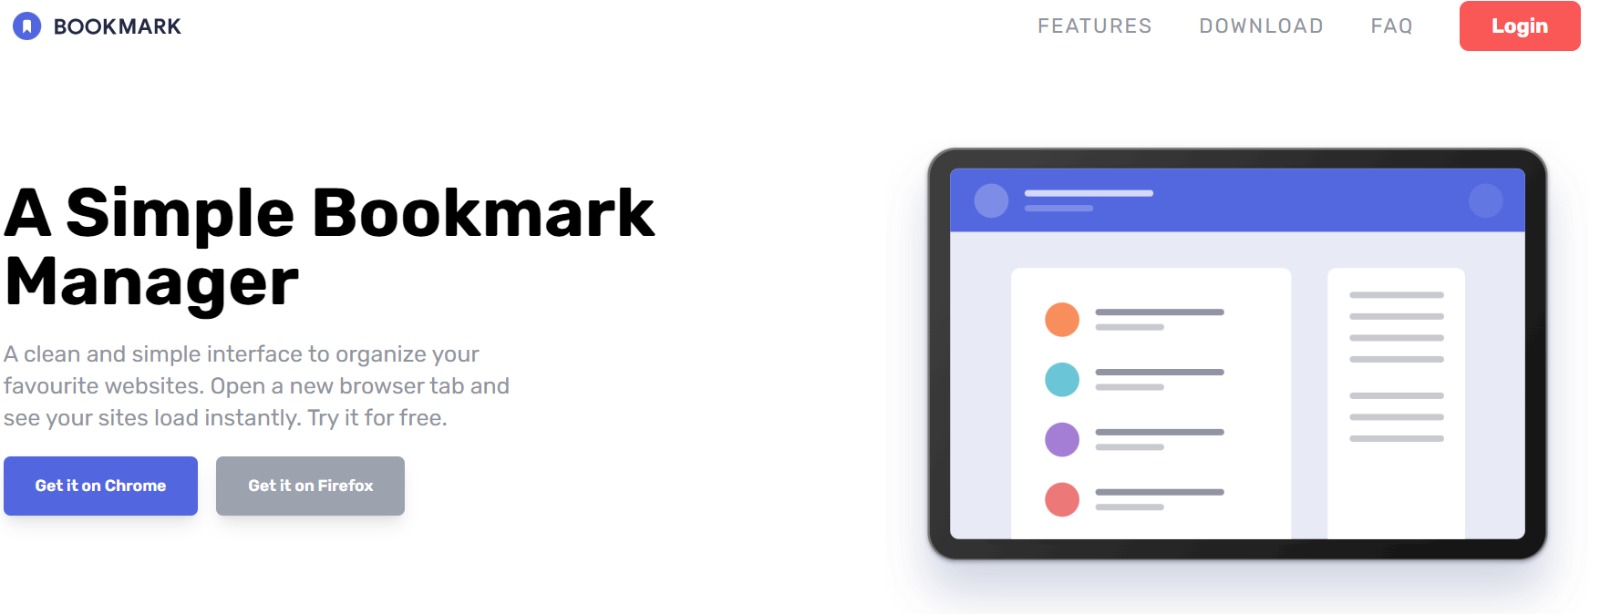 BOOKMARK
FEATURES
DOWNLOAD
FAQ
Login
A Simple Bookmark
Manager
A clean and simple interface to organize your
favourite websites. Open a new browser tab and
see your sites load instantly. Try it for free.
Get it on Chrome
Get it on Firefox